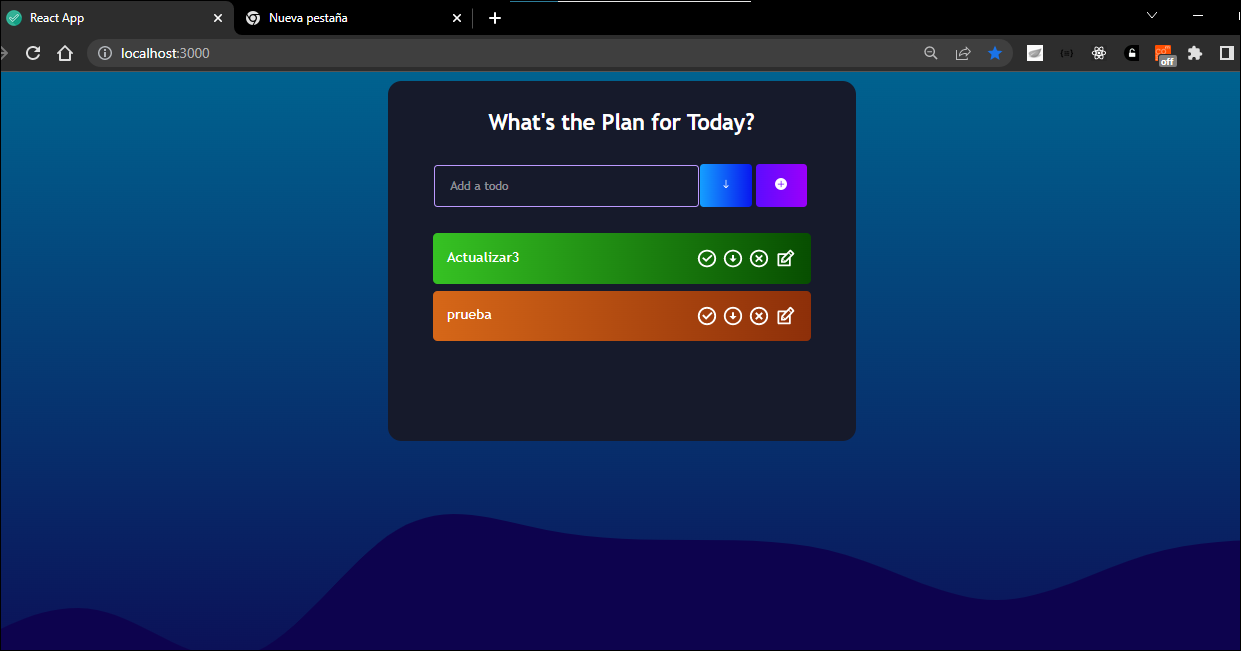 React App
Nueva pestaña
localhost:3000
off
What's the Plan for Today?
Add a todo
Actualizar3
prueba